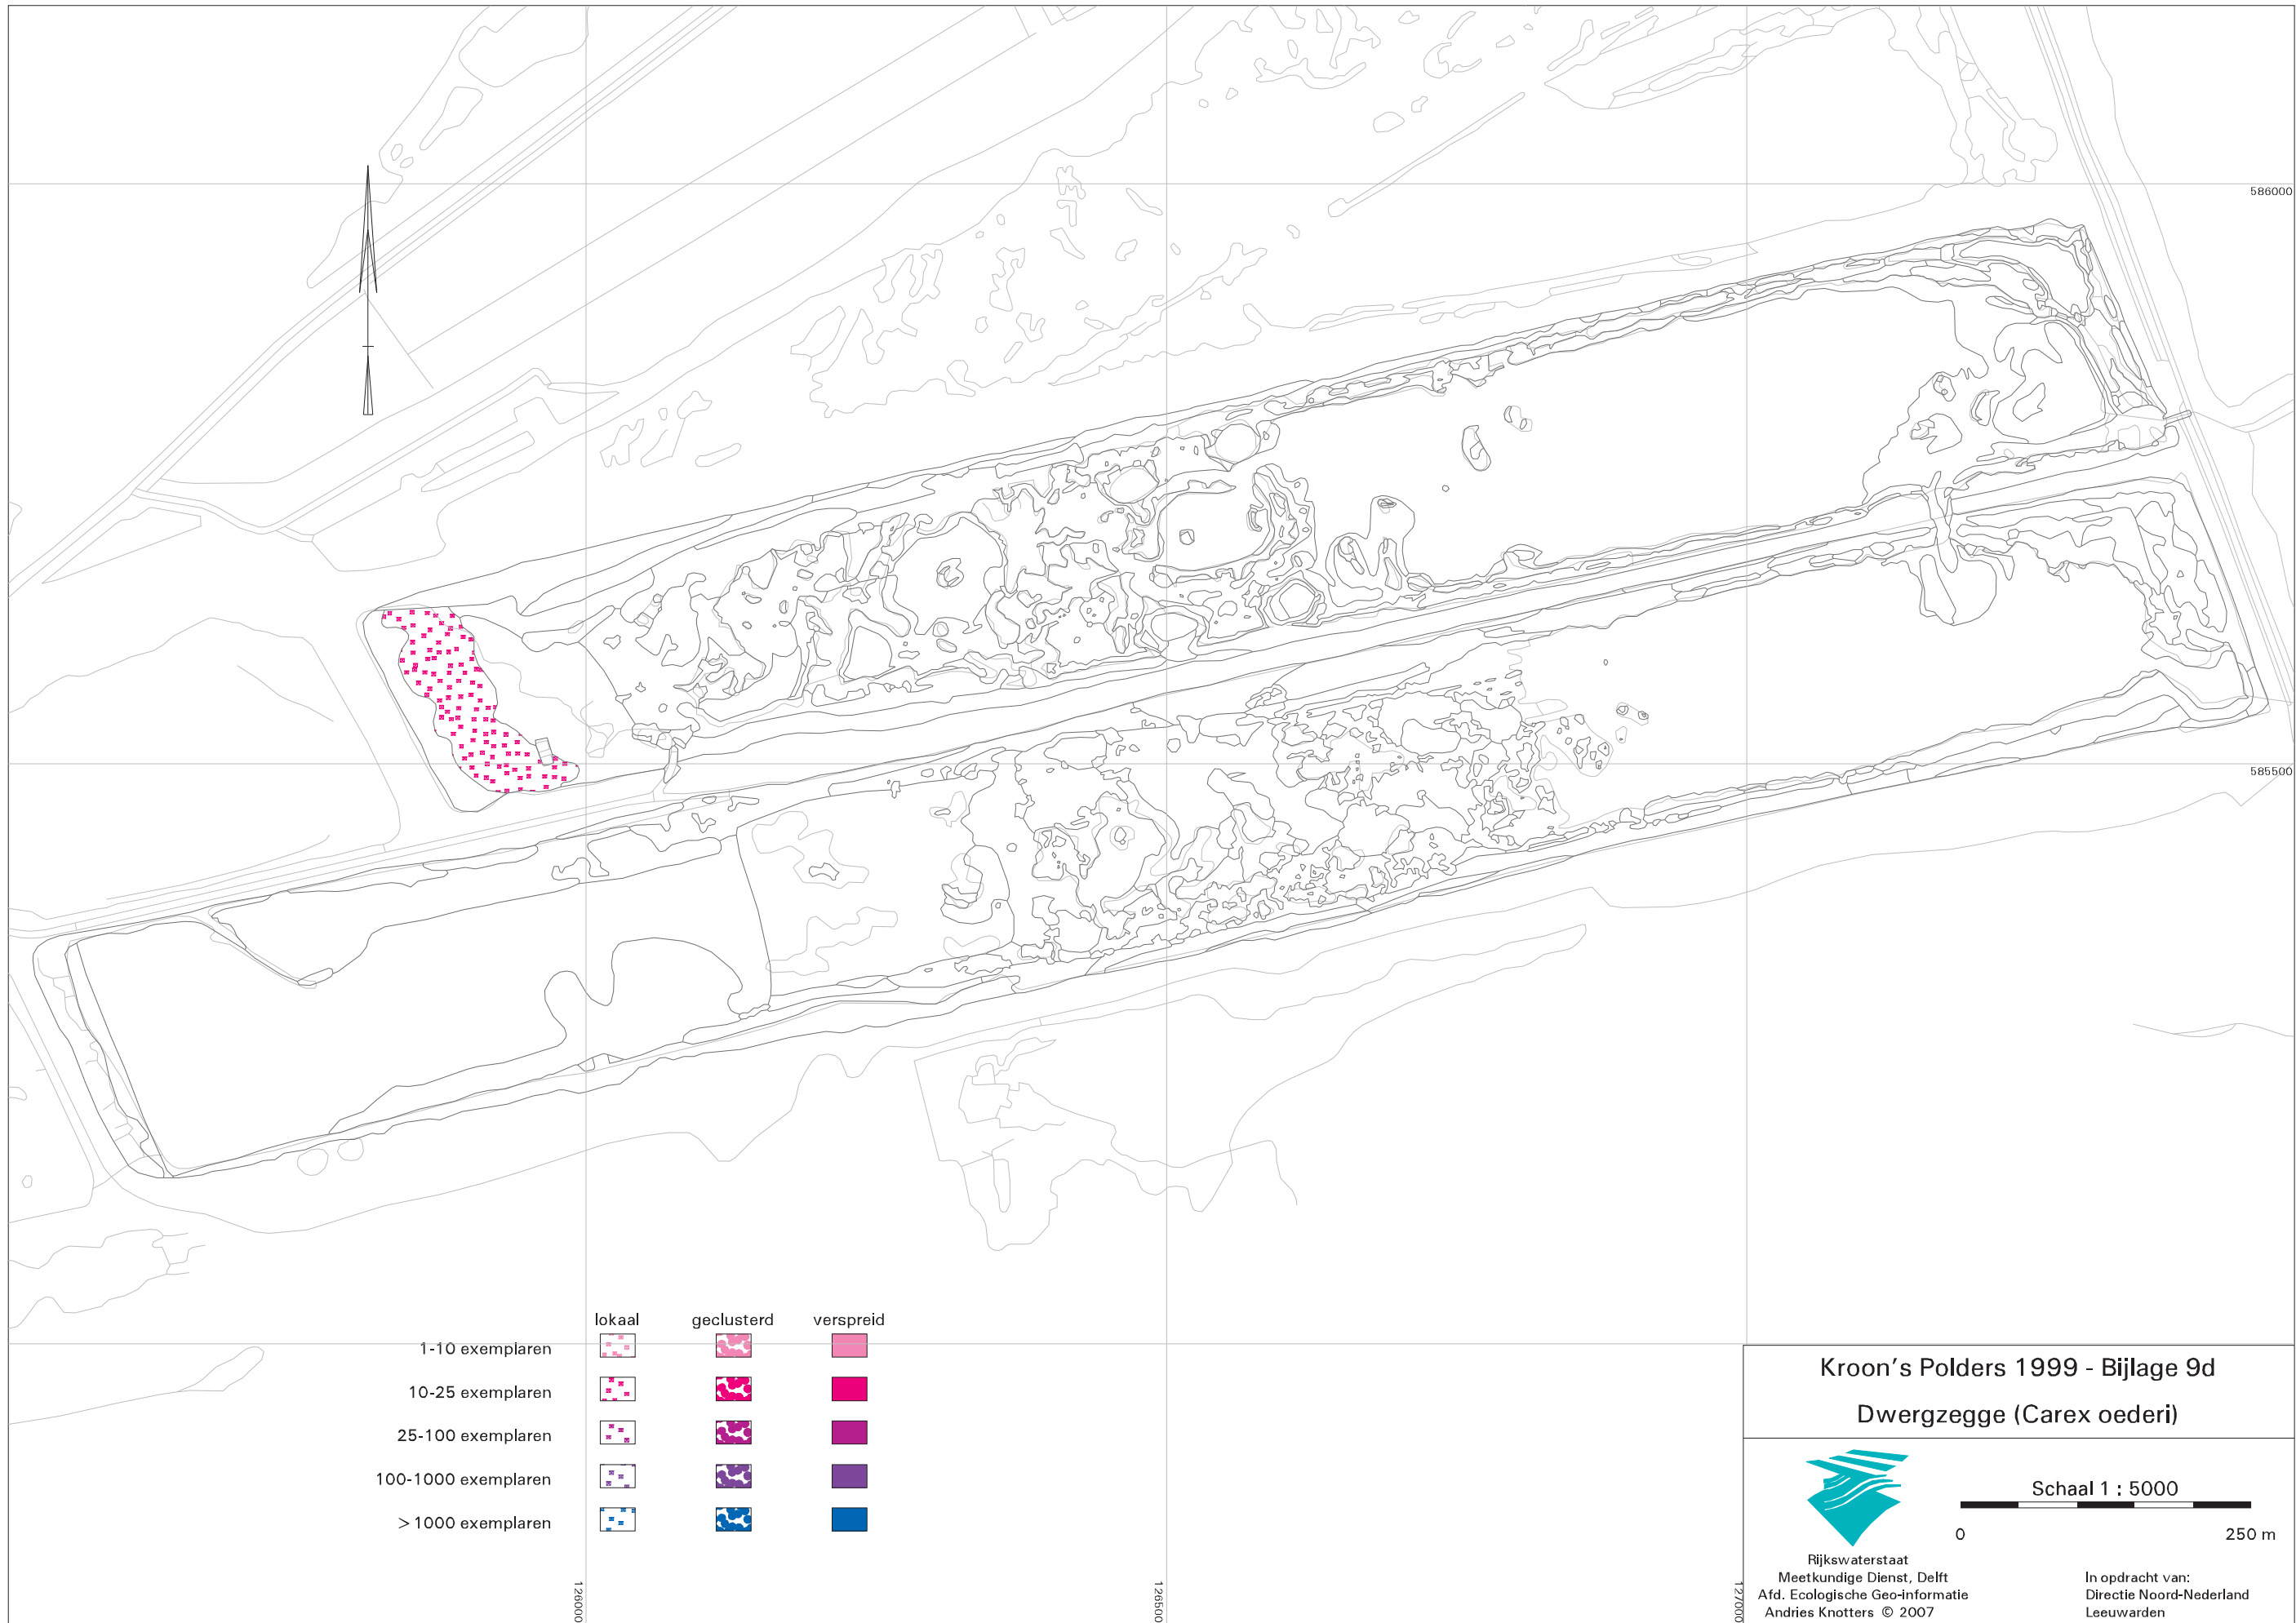 586000
585500
lokaal geclusterd verspreid
1-10 exemplaren
10-25 exemplaren
25-100 exemplaren
100-1000 exemplaren
>1000 exemplaren
126000
126500
127000
Kroon's Polders 1999 - Bijlage 9d
Dwergzegge (Carex oederi)
Schaal 1 : 5000
0 250 m
Rijkswaterstaat
Meetkundige Dienst, Delft
Afd. Ecologische Geo-informatie
Andries Knotters © 2007
In opdracht van:
Directie Noord-Nederland
Leeuwarden